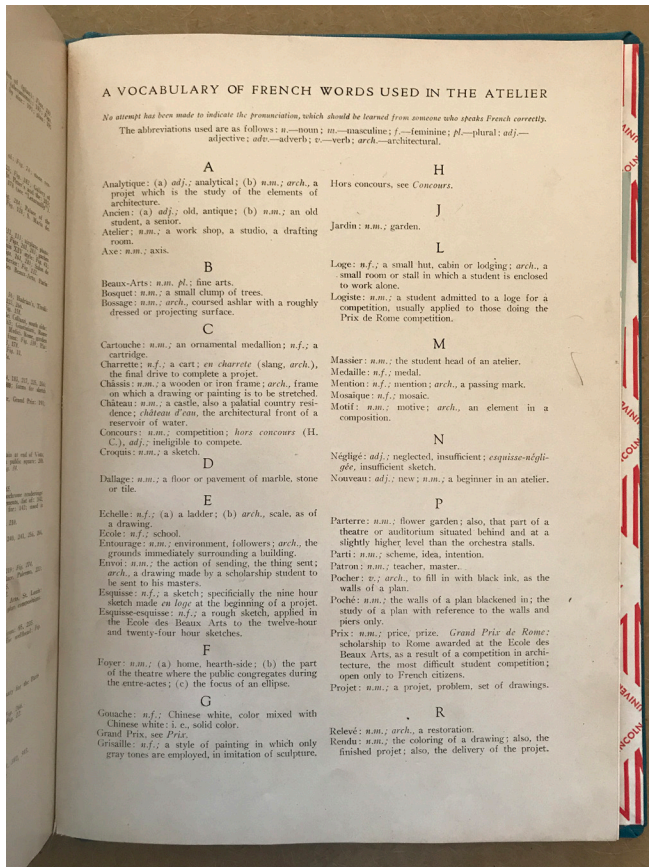 A VOCABULARY OF FRENCH WORDS USED IN THE ATELIER
No attempt has been made to indicate the pronunciation, which should be learned from someone who speaks French correctly.
The abbreviations used are as follows: n.—noun; m.—masculine; f.—feminine; pl.—plural: adj.—
adjective; adv.—adverb; v.—verb; arch.—architectural.
A
Analytique: (a) adj.; analytical; (b) n.m.; arch., a
projet which is the study of the elements of
architecture.
Ancien: (a) adj.; old, antique; (b) n.m.; an old
student, a senior.
Atelier; n.m.; a work shop, a studio, a drafting
room.
Axe: n.m.; axis.
B
Beaux-Arts: n.m. pl.; fine arts.
Bosquet: n.m.; a small clump of trees.
Bossage: n.m.; arch., coursed ashlar with a roughly
dressed or projecting surface.
C
Cartouche: n.m.; an ornamental medallion; n.f.; a
cartridge.
Charrette; n.f.; a cart; en charrete (slang, arch.),
the final drive to complete a projet.
Châssis: n.m.; a wooden or iron frame; arch., frame
on which a drawing or painting is to be stretched.
Château: n.m.; a castle, also a palatial country resi-
dence; château d'eau, the architectural front of a
reservoir of water.
Concours: n.m.; competition; hors concours (H.
C.), adj.; ineligible to compete.
Croquis: n.m.; a sketch.
D
Dallage: n.m.; a floor or pavement of marble, stone
or tile.
E
Echelle: n.f.; (a) a ladder; (b) arch., scale, as of
a drawing.
Ecole: n.f.; school.
Entourage: n.m.; environment, followers; arch., the
grounds immediately surrounding a building.
Envoi: n.m.; the action of sending, the thing sent;
arch., a drawing made by a scholarship student to
be sent to his masters.
Esquisse: n.f.; a sketch; specificially the nine hour
sketch made en loge at the beginning of a projet.
Esquisse-esquisse: n.f.; a rough sketch, applied in
the Ecole des Beaux Arts to the twelve-hour
and twenty-four hour sketches.
F
Foyer: n.m.; (a) home, hearth-side; (b) the part
of the theatre where the public congregates during
the entre-actes; (c) the focus of an ellipse.
G
Gouache: n.f.; Chinese white, color mixed with
Chinese white: i. e., solid color.
Grand Prix, see Prix.
Grisaille: n.f.; a style of painting in which only
gray tones are employed, in imitation of sculpture.
H
Hors concours, see Concours.
J
Jardin: n.m.; garden.
L
Loge: n.f.; a small hut, cabin or lodging; arch., a
small room or stall in which a student is enclosed
to work alone.
Logiste: n.m.; a student admitted to a loge for a
competition, usually applied to those doing the
Prix de Rome competition.
M
Massier: n.m.; the student head of an atelier.
Medaille: n.f.; medal.
Mention: n.f.; mention; arch., a passing mark.
Mosaique: n.f.; mosaic.
Motif: n.m.; motive; arch., an element in a
composition.
N
Négligé: adj.; neglected, insufficient; esquisse-négli-
gée, insufficient sketch.
Nouveau: adj.; new; n.m.; a beginner in an atelier.
P
Parterre: n.m.; flower garden; also, that part of a
theatre or auditorium situated behind and at a
slightly higher level than the orchestra stalls.
Parti: n.m.; scheme, idea, intention.
Patron: n.m.; teacher, master.
Pocher: v.; arch., to fill in with black ink, as the
walls of a plan.
Poché: n.m.; the walls of a plan blackened in; the
study of a plan with reference to the walls and
piers only.
Prix: n.m.; price, prize. Grand Prix de Rome;
scholarship to Rome awarded at the Ecole des
Beaux Arts, as a result of a competition in archi-
tecture, the most difficult student competition;
open only to French citizens.
Projet: n.m.; a projet, problem, set of drawings.
R
Relevé: n.m.; arch., a restoration.
Rendu: n.m.; the coloring of a drawing; also, the
finished projet; also, the delivery of the projet.